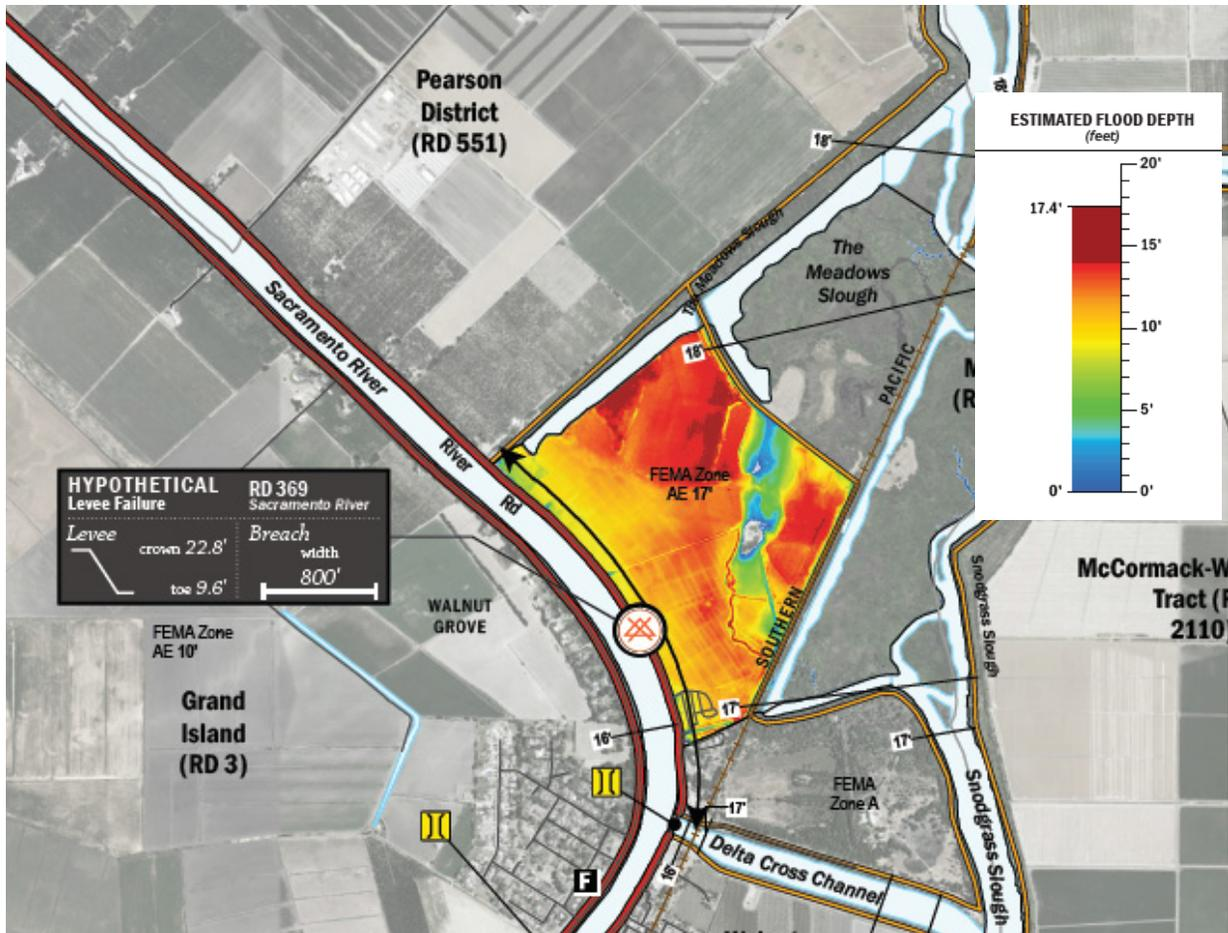 Pearson
District
(RD 551)
18'
18'
ESTIMATED FLOOD DEPTH
(feet)
20'
17.4'
15'
10'
5'
0'
0'
The Meadows Slough
The
Meadows
Slough
18'
PACIFIC
M
(R
Sacramento River
River
Rd
FEMA Zone
AE 17'
HYPOTHETICAL
Levee Failure
RD 369
Sacramento River
Levee
crown 22.8'
toe 9.6'
Breach
width
800'
WALNUT
GROVE
FEMA Zone
AE 10'
Grand
Island
(RD 3)
SOUTHERN
Snodgrass Slough
McCormack-W
Tract (R
2110)
17'
16'
17'
FEMA
Zone A
17'
Delta Cross Channel
Snodgrass Slough
16'
F